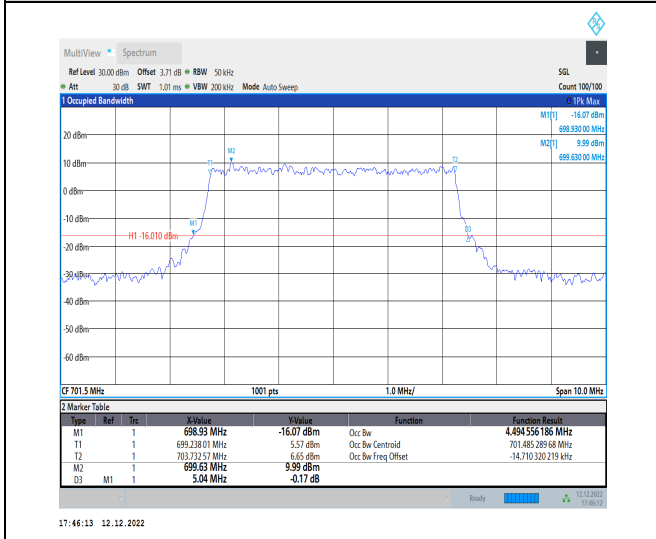 MultiView Spectrum
Ref Level 30.00 dBm Offset 3.71 dB RBW 50 kHz SGL
Att 30 dB SWT 1.01 ms VBW 200 kHz Mode Auto Sweep Count 100/100
1 Occupied Bandwidth 1Pk Max
M1[1] -16.07 dBm
698.930 00 MHz
20 dBm
M2[1] 9.99 dBm
699.630 00 MHz
M2
T1 T2
10 dBm
0 dBm
-10 dBm
M1
D3
H1 -16.010 dBm
-20 dBm
-30 dBm
-40 dBm
-50 dBm
-60 dBm
CF 701.5 MHz 1001 pts 1.0 MHz/ Span 10.0 MHz
2 Marker Table
Type Ref Trc X-Value Y-Value Function Function Result
M1 1 698.93 MHz -16.07 dBm Occ Bw 4.494 556 186 MHz
T1 1 699.238 01 MHz 5.57 dBm Occ Bw Centroid 701.485 289 68 MHz
T2 1 703.732 57 MHz 6.65 dBm Occ Bw Freq Offset -14.710 320 219 kHz
M2 1 699.63 MHz 9.99 dBm
D3 M1 1 5.04 MHz -0.17 dB
Ready 12.12.2022
17:46:12
17:46:13 12.12.2022